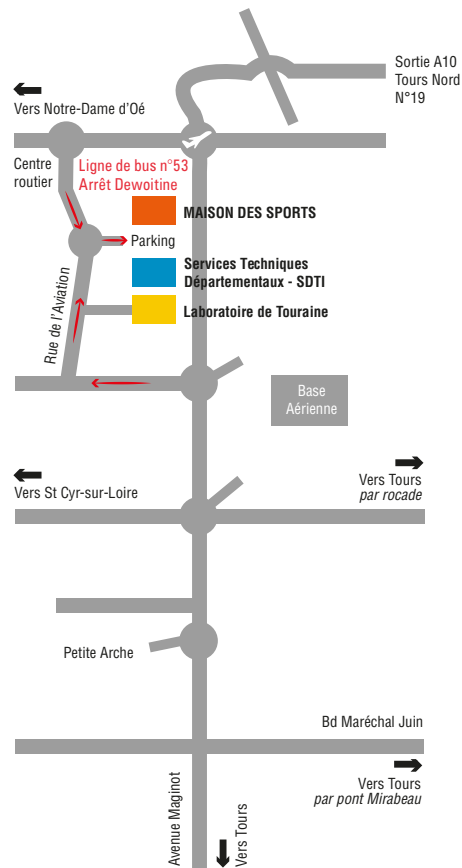 Sortie A10
Tours Nord
N°19
Vers Notre-Dame d'Oé
Centre
routier
Ligne de bus n°53
Arrêt Dewoitine
MAISON DES SPORTS
Parking
Services Techniques
Départementaux - SDTI
Laboratoire de Touraine
Rue de l'Aviation
Base
Aérienne
Vers St Cyr-sur-Loire
Vers Tours
par rocade
Petite Arche
Bd Maréchal Juin
Vers Tours
par pont Mirabeau
Avenue Maginot
Vers Tours